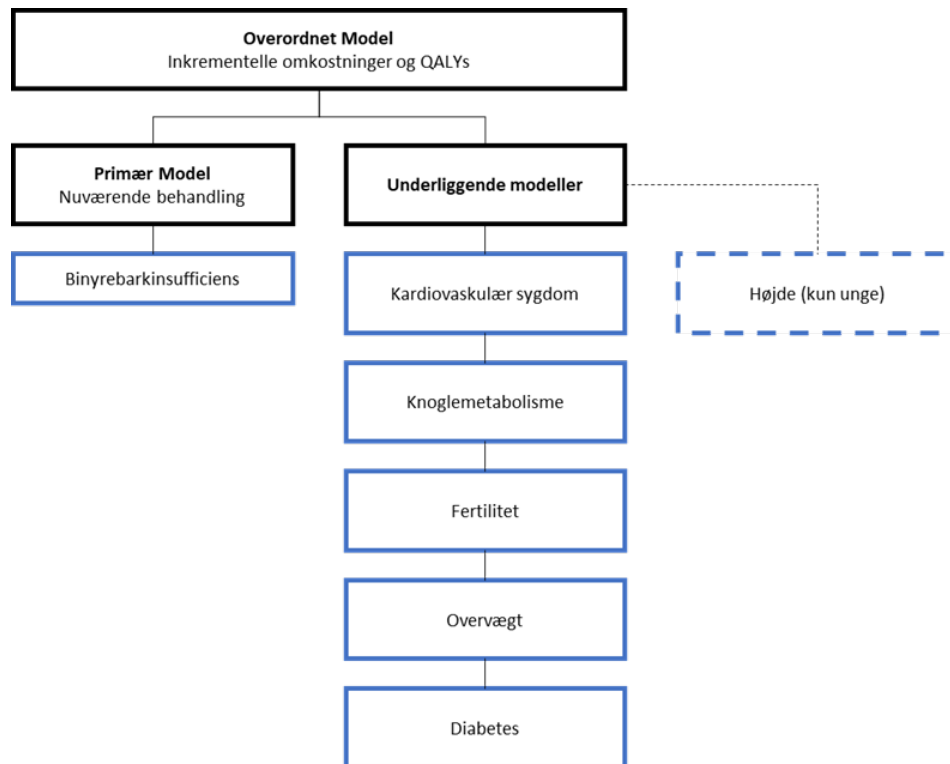 Overordnet Model
Inkrementelle omkostninger og QALYs
Primær Model
Nuværende behandling
Underliggende modeller
Binyrebarkinsufficiens
Kardiovaskulær sygdom
Højde (kun unge)
Knoglemetabolisme
Fertilitet
Overvægt
Diabetes